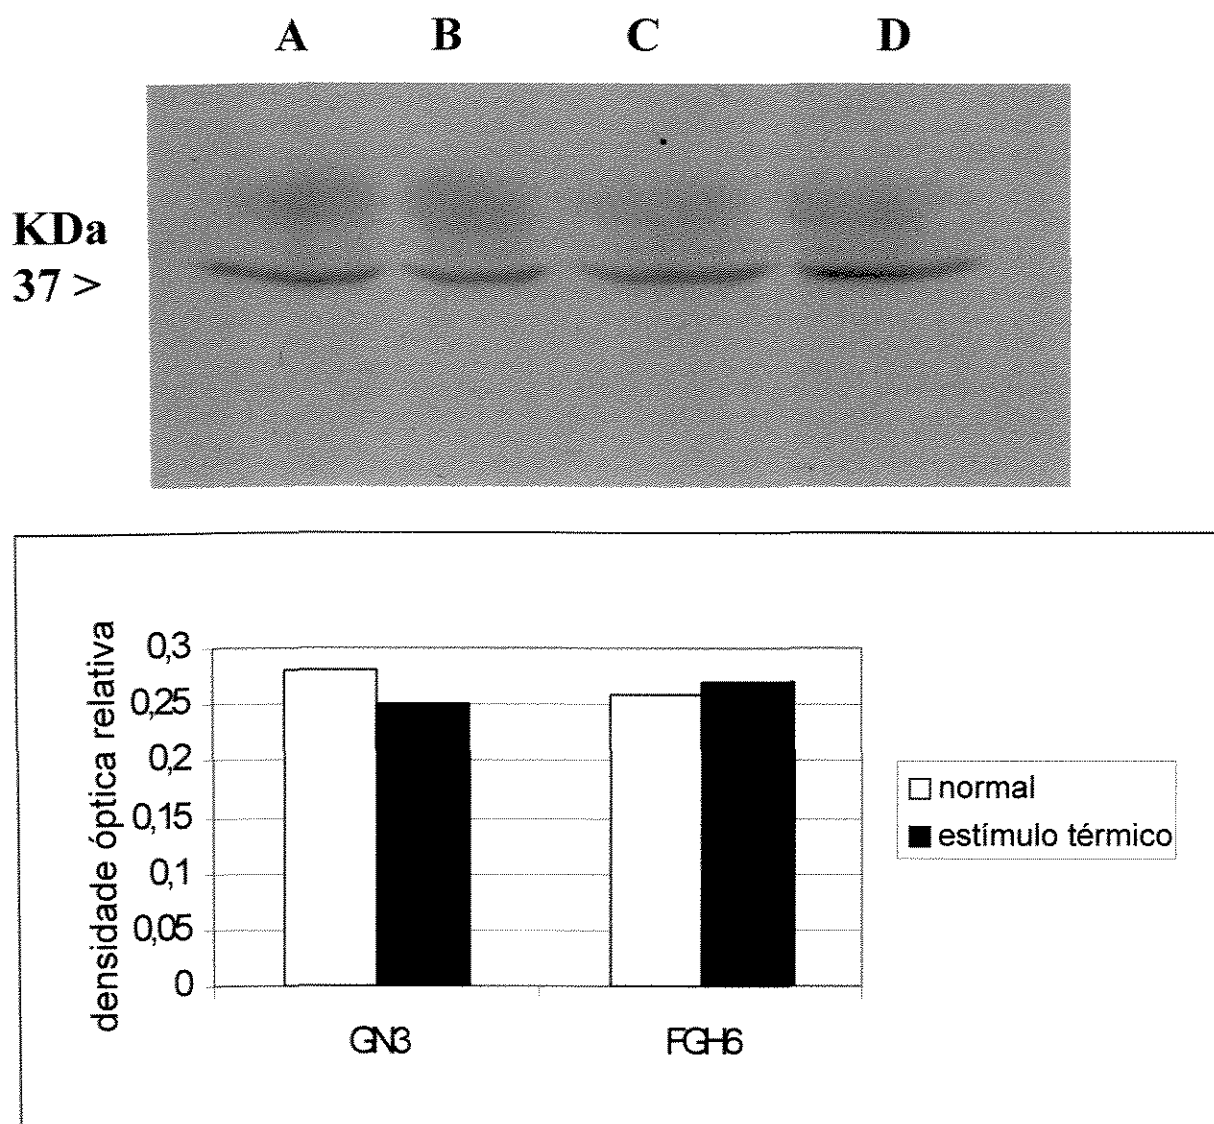 A B C D
KDa
37 >
densidade óptica relativa
0,3
0,25
0,2
0,15
0,1
0,05
0
GN3 FGH6
normal
estímulo térmico